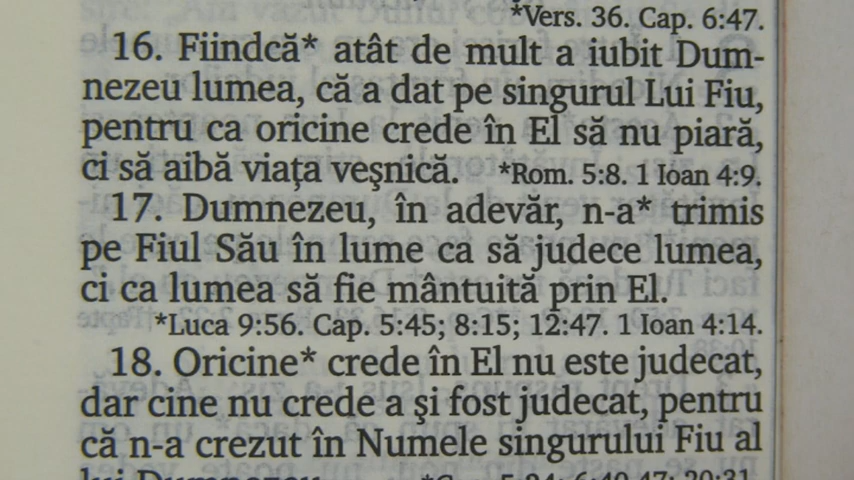 *Vers. 36. Cap. 6:47.
16. Fiindcă* atât de mult a iubit Dum-
nezeu lumea, că a dat pe singurul Lui Fiu,
pentru ca oricine crede în El să nu piară,
ci să aibă viaţa veşnică. *Rom. 5:8. 1 Ioan 4:9.
17. Dumnezeu, în adevăr, n-a* trimis
pe Fiul Său în lume ca să judece lumea,
ci ca lumea să fie mântuită prin El.
*Luca 9:56. Cap. 5:45; 8:15; 12:47. 1 Ioan 4:14.
18. Oricine* crede în El nu este judecat,
dar cine nu crede a şi fost judecat, pentru
că n-a crezut în Numele singurului Fiu al
lui Dumnezeu.